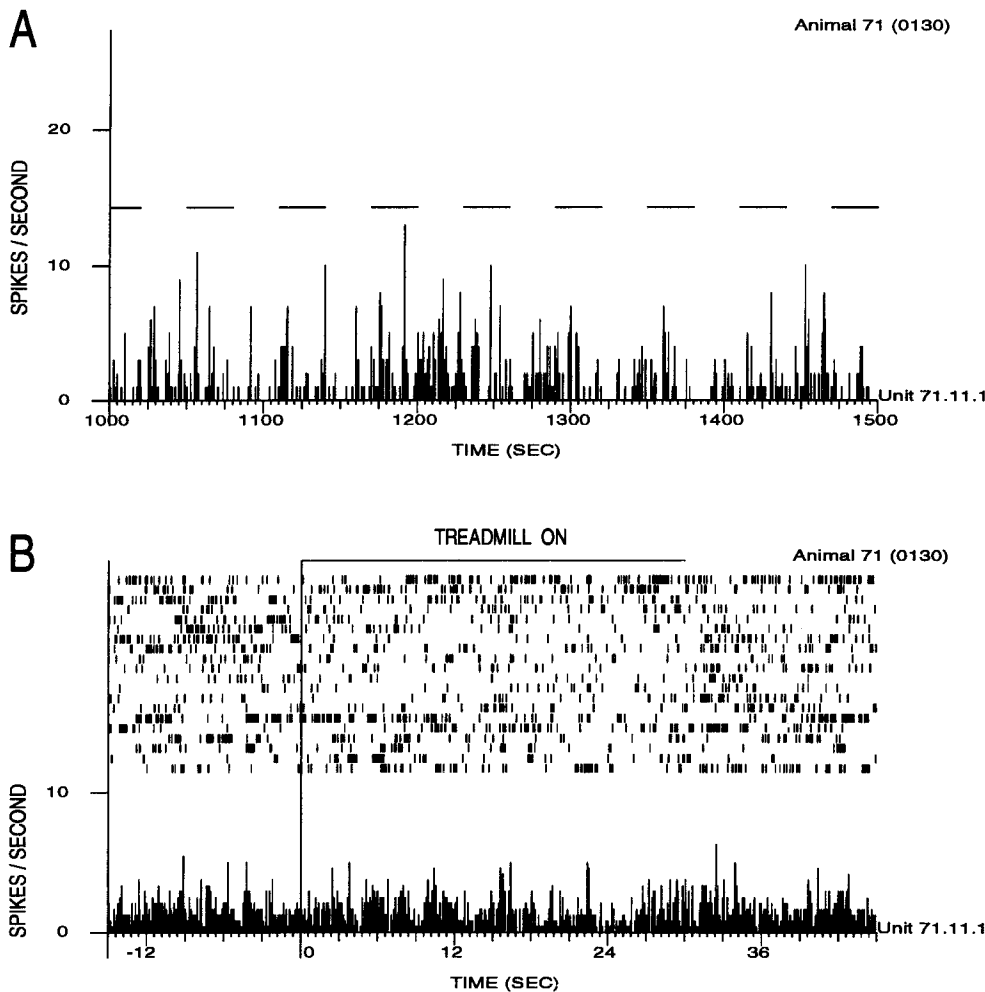 A
Animal 71 (0130)
20
10
0
SPIKES / SECOND
Unit 71.11.1
1000 1100 1200 1300 1400 1500
TIME (SEC)
B
TREADMILL ON
Animal 71 (0130)
10
0
SPIKES / SECOND
Unit 71.11.1
-12 0 12 24 36
TIME (SEC)